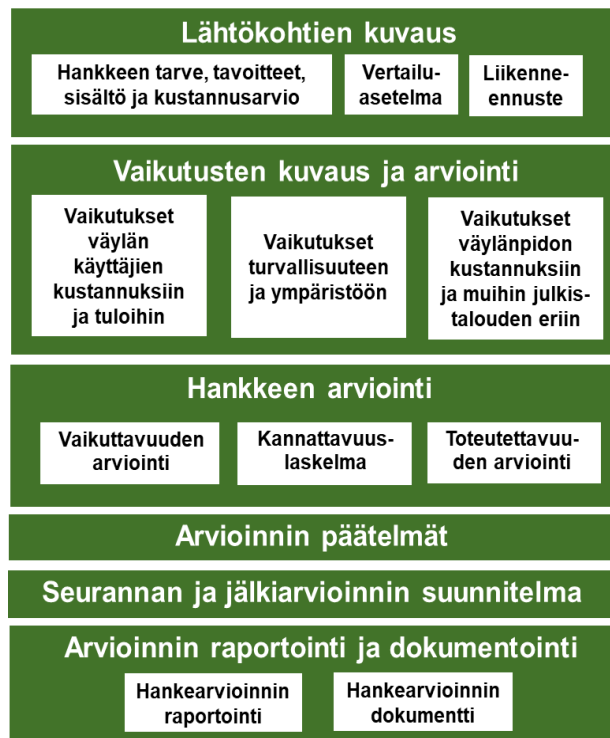 Lähtökohtien kuvaus
Hankkeen tarve, tavoitteet,
sisältö ja kustannusarvio
Vertailu-
asetelma
Liikenne-
ennuste
Vaikutusten kuvaus ja arviointi
Vaikutukset
väylän
käyttäjien
kustannuksiin
ja tuloihin
Vaikutukset
turvallisuuteen
ja ympäristöön
Vaikutukset
väylänpidon
kustannuksiin
ja muihin julkis-
talouden eriin
Hankkeen arviointi
Vaikuttavuuden
arviointi
Kannattavuus-
laskelma
Toteutettavuu-
den arviointi
Arvioinnin päätelmät
Seurannan ja jälkiarvioinnin suunnitelma
Arvioinnin raportointi ja dokumentointi
Hankearvioinnin
raportointi
Hankearvioinnin
dokumentti